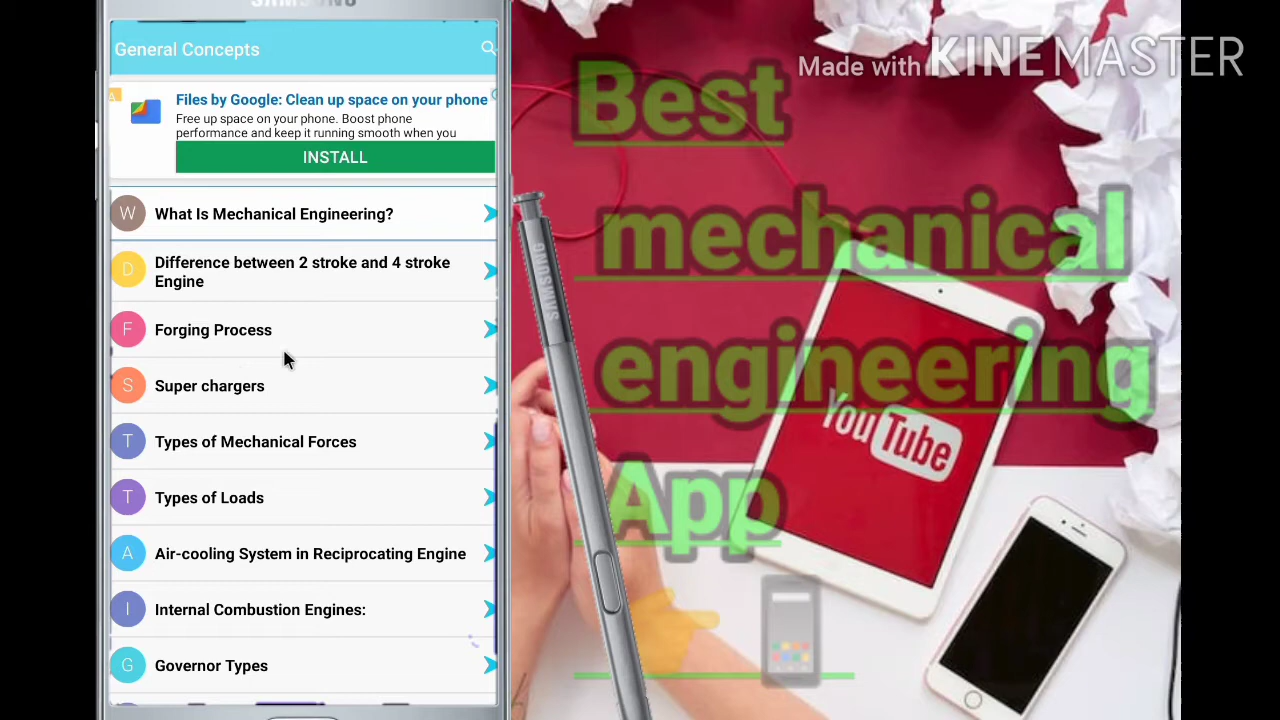 SAMSUNG
General Concepts
Files by Google: Clean up space on your phone
Free up space on your phone. Boost phone
performance and keep it running smooth when you
INSTALL
W What Is Mechanical Engineering?
D Difference between 2 stroke and 4 stroke
Engine
F Forging Process
S Super chargers
T Types of Mechanical Forces
T Types of Loads
A Air-cooling System in Reciprocating Engine
I Internal Combustion Engines:
G Governor Types
Made with KINEMASTER
Best
mechanical
engineering
App
SAMSUNG
YouTube